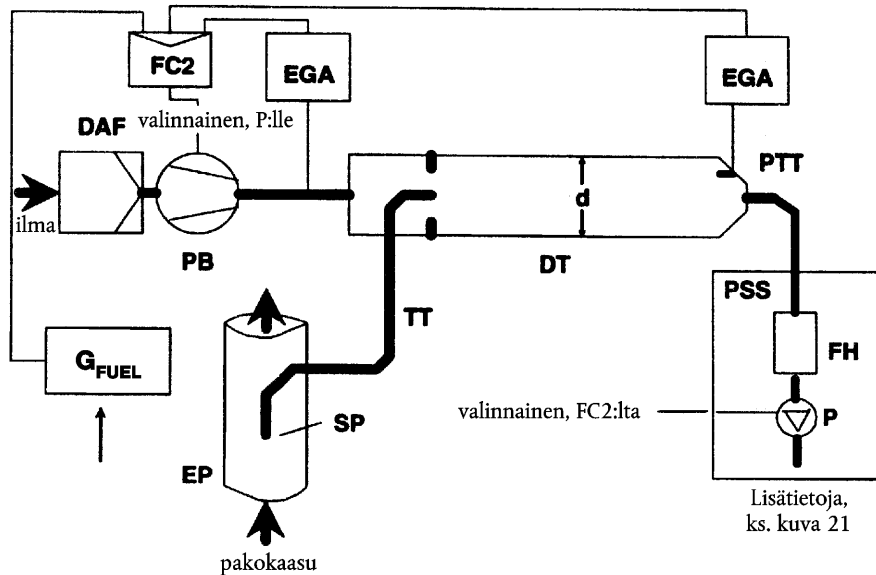 FC2
EGA
EGA
valinnainen, P:lle
DAF
PTT
ilma
d
PB
DT
PSS
TT
FH
G FUEL
valinnainen, FC2:lta
P
SP
EP
Lisätietoja,
ks. kuva 21
pakokaasu